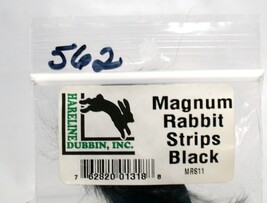 562
HARELINE
DUBBIN, INC.
Magnum
Rabbit
Strips
Black
MRS11
7 62820 01318 8